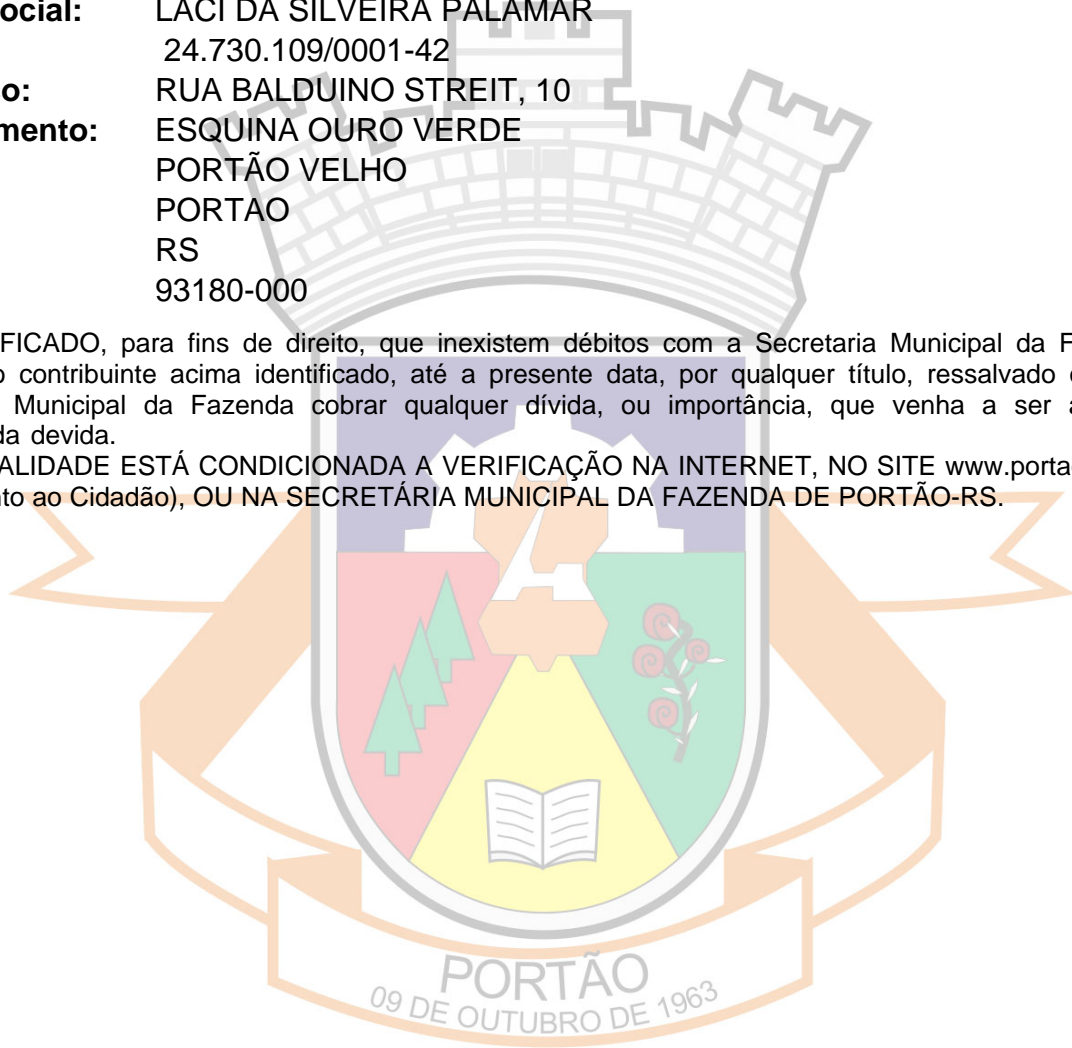 ocial: LACI DA SILVEIRA PALAMAR
24.730.109/0001-42
o: RUA BALDUINO STREIT, 10
mento: ESQUINA OURO VERDE
PORTÃO VELHO
PORTAO
RS
93180-000
FICADO, para fins de direito, que inexistem débitos com a Secretaria Municipal da F
o contribuinte acima identificado, até a presente data, por qualquer título, ressalvado
Municipal da Fazenda cobrar qualquer dívida, ou importância, que venha a ser a
da devida.
ALIDADE ESTÁ CONDICIONADA A VERIFICAÇÃO NA INTERNET, NO SITE www.porta
nto ao Cidadão), OU NA SECRETÁRIA MUNICIPAL DA FAZENDA DE PORTÃO-RS.
PORTÃO
09 DE OUTUBRO DE 1963